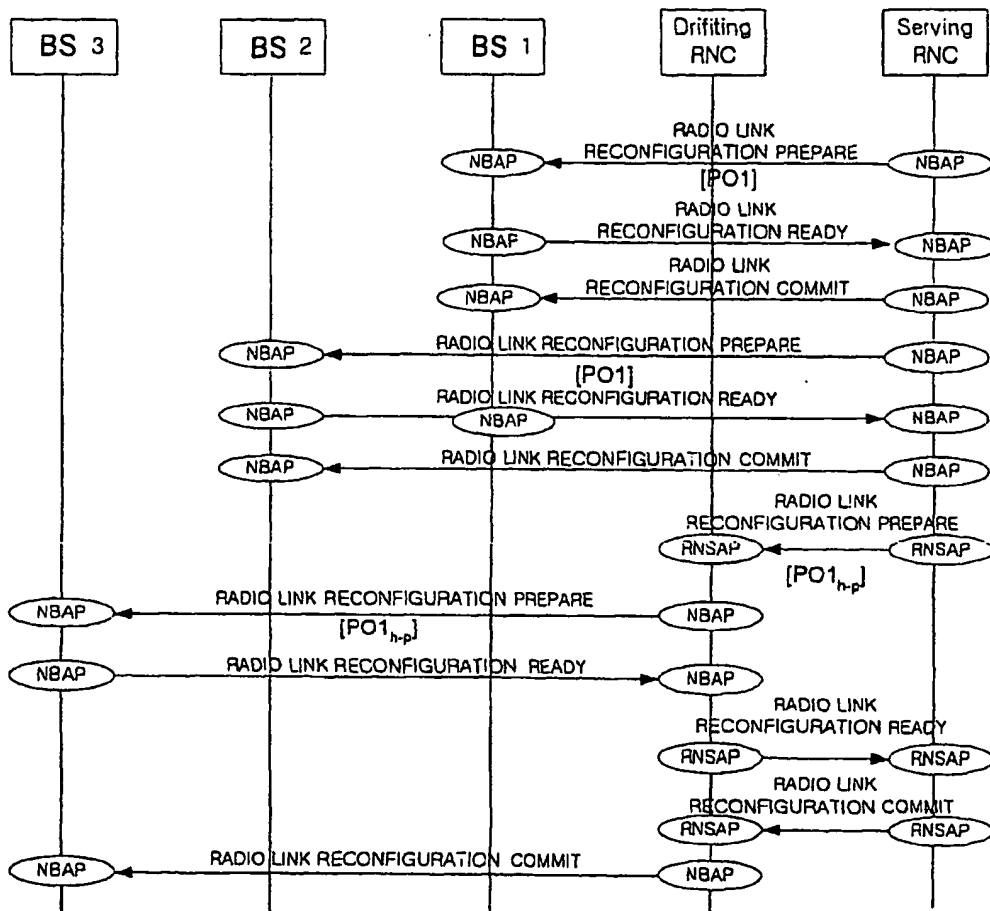 BS 3
BS 2
BS 1
Drifiting
RNC
Serving
RNC
RADIO LINK
RECONFIGURATION PREPARE
NBAP
NBAP
[PO1]
RADIO LINK
RECONFIGURATION READY
NBAP
NBAP
RADIO LINK
RECONFIGURATION COMMIT
NBAP
NBAP
RADIO LINK RECONFIGURATION PREPARE
NBAP
NBAP
[PO1]
RADIO LINK RECONFIGURATION READY
NBAP
NBAP
NBAP
RADIO LINK RECONFIGURATION COMMIT
NBAP
NBAP
RADIO LINK
RECONFIGURATION PREPARE
RNSAP
RNSAP
[PO1h-p]
RADIO LINK RECONFIGURATION PREPARE
NBAP
NBAP
[PO1h-p]
RADIO LINK RECONFIGURATION READY
NBAP
NBAP
RADIO LINK
RECONFIGURATION READY
RNSAP
RNSAP
RADIO LINK
RECONFIGURATION COMMIT
RNSAP
RNSAP
RADIO LINK RECONFIGURATION COMMIT
NBAP
NBAP